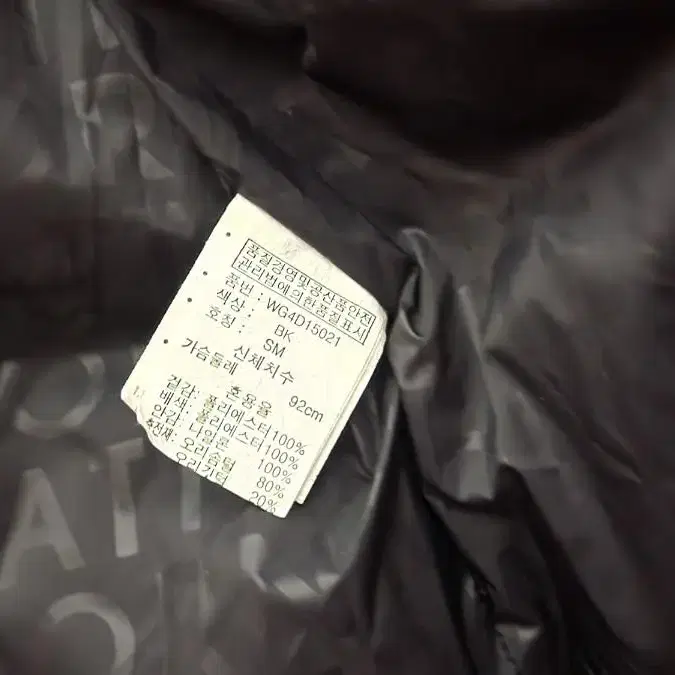 품질경영및공산품안전
관리법에의한품질표시
품번 : WG4D15021
색상 : BK
호칭 : SM
신체치수
가슴둘레 92cm
혼용율
겉감: 폴리에스터100%
배색: 폴리에스터100%
안감: 나일론 100%
충전재: 오리솜털 80%
오리깃털 20%
ATT